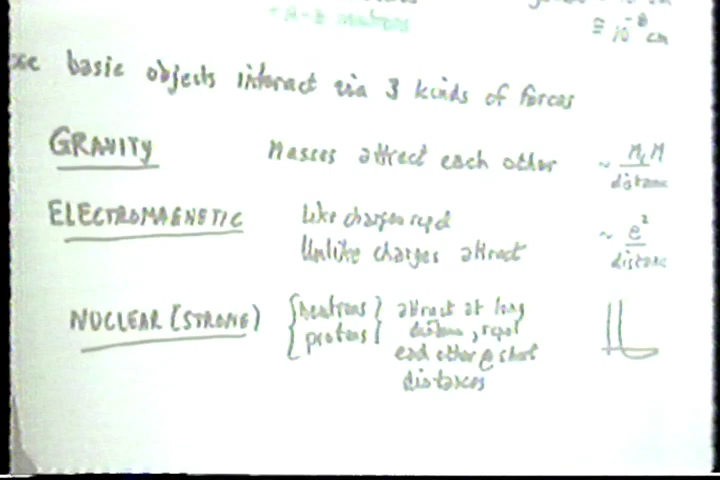 ≅ 10⁻⁸ cm
basic objects interact via 3 kinds of forces
GRAVITY Masses attract each other ~ M M / distance
ELECTROMAGNETIC Like charges repel ~ e² / distance
Unlike charges attract
NUCLEAR (STRONG) {neutrons protons} attract at long
distance, repel
each other @ short
distances